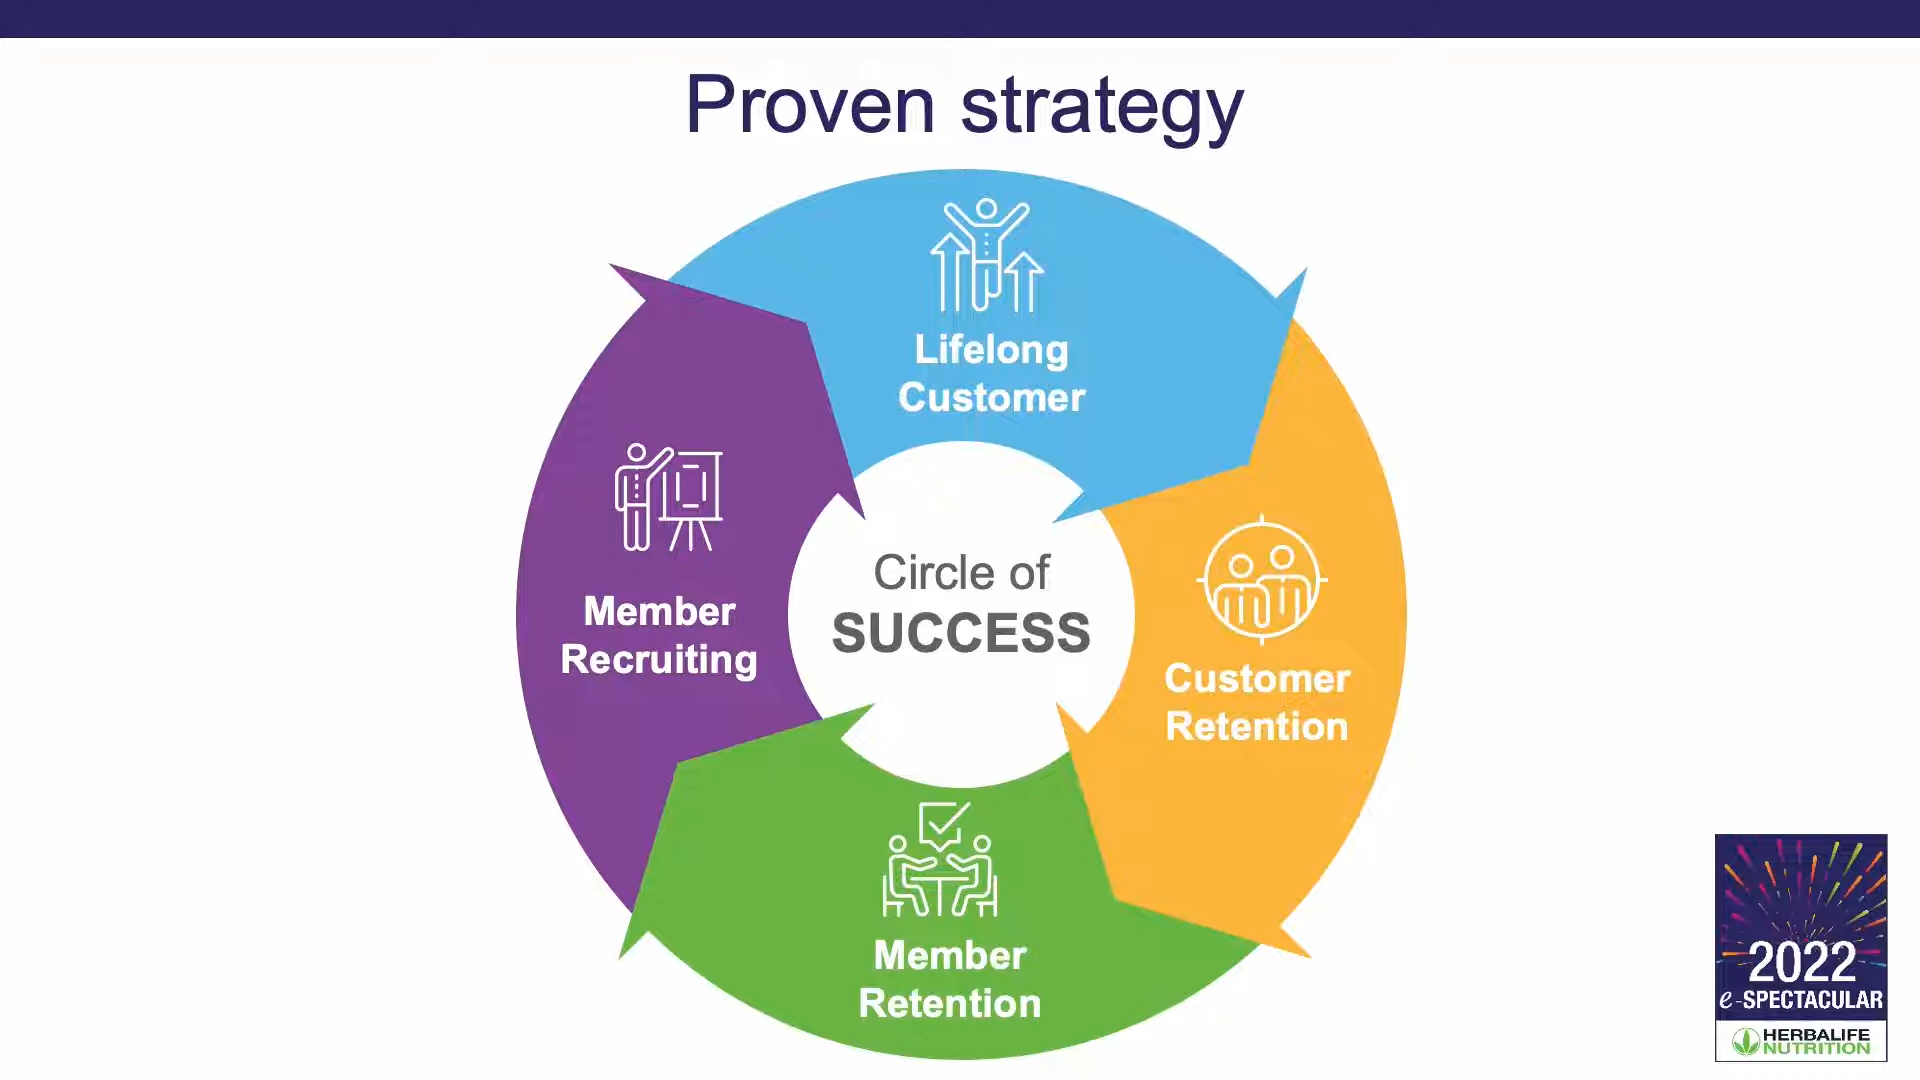 Proven strategy
Lifelong
Customer
Member
Recruiting
Circle of
SUCCESS
Customer
Retention
Member
Retention
2022
e-SPECTACULAR
HERBALIFE
NUTRITION